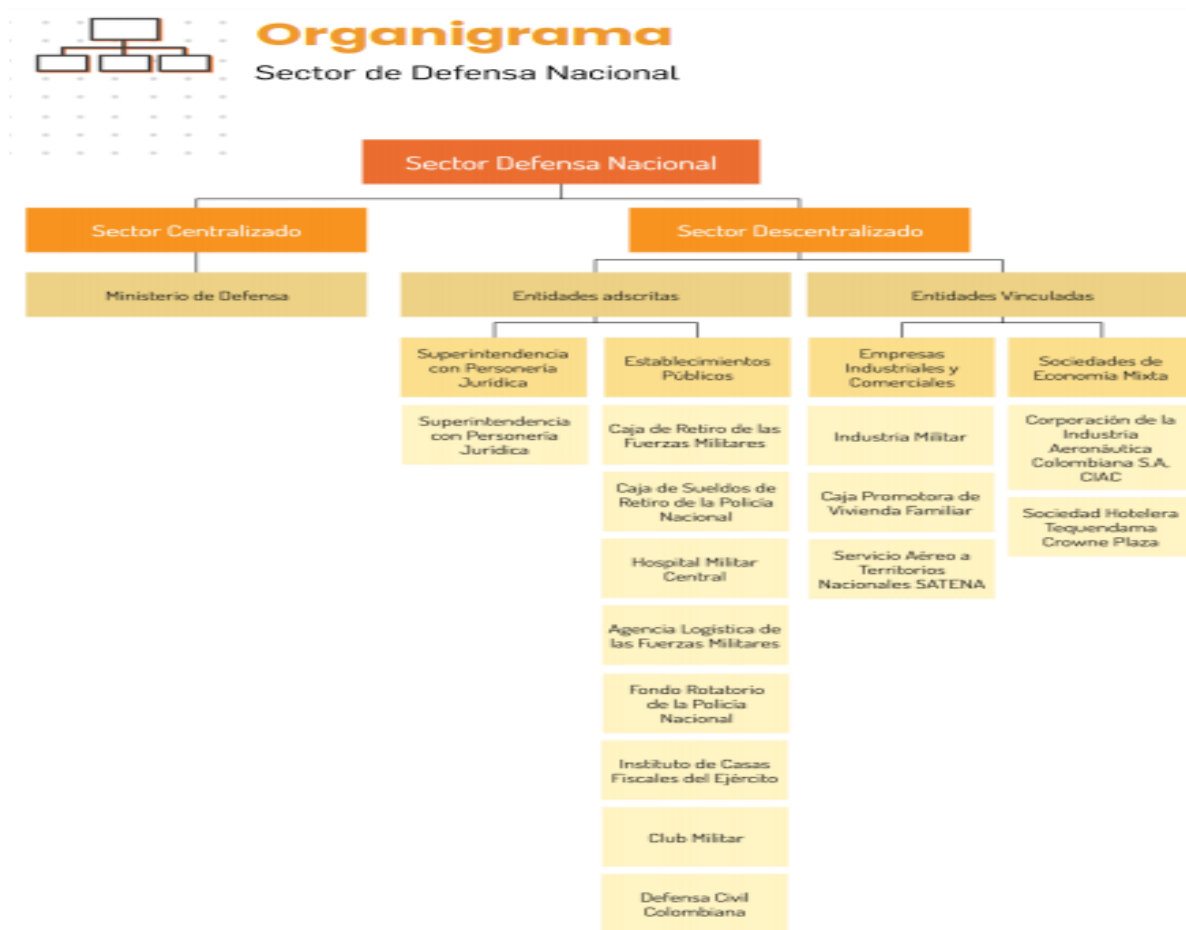 Organigrama
Sector de Defensa Nacional
Sector Defensa Nacional
Sector Centralizado
Sector Descentralizado
Ministerio de Defensa
Entidades adscritas
Entidades Vinculadas
Superintendencia
con Personería
Jurídica
Establecimientos
Públicos
Empresas
Industriales y
Comerciales
Sociedades de
Economía Mixta
Superintendencia
con Personería
Jurídica
Caja de Retiro de las
Fuerzas Militares
Caja de Sueldos de
Retiro de la Policía
Nacional
Hospital Militar
Central
Agencia Logística de
las Fuerzas Militares
Fondo Rotatorio
de la Policía
Nacional
Instituto de Casas
Fiscales del Ejército
Club Militar
Defensa Civil
Colombiana
Industria Militar
Caja Promotora de
Vivienda Familiar
Servicio Aéreo a
Territorios
Nacionales SATENA
Corporación de la
Industria
Aeronáutica
Colombiana S.A.
CIAC
Sociedad Hotelera
Tequendama
Crowne Plaza